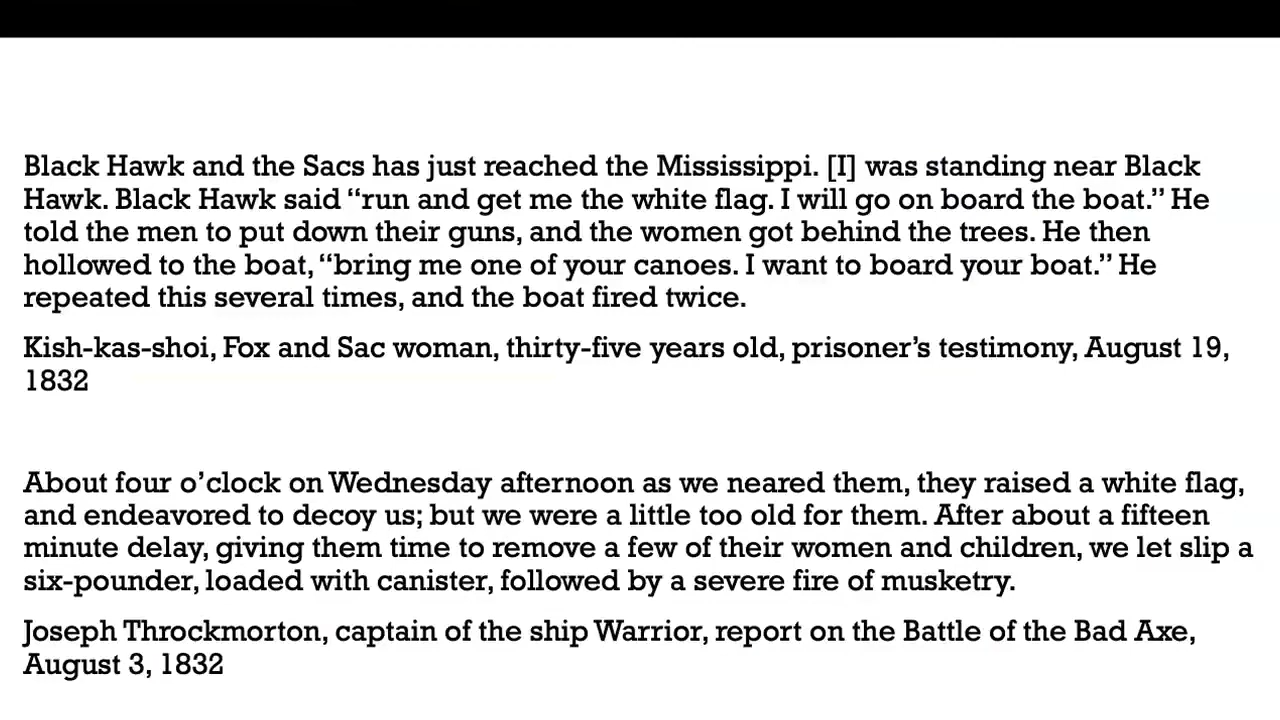 Black Hawk and the Sacs has just reached the Mississippi. [I] was standing near Black
Hawk. Black Hawk said “run and get me the white flag. I will go on board the boat.” He
told the men to put down their guns, and the women got behind the trees. He then
hollowed to the boat, “bring me one of your canoes. I want to board your boat.” He
repeated this several times, and the boat fired twice.
Kish-kas-shoi, Fox and Sac woman, thirty-five years old, prisoner’s testimony, August 19,
1832
About four o’clock on Wednesday afternoon as we neared them, they raised a white flag,
and endeavored to decoy us; but we were a little too old for them. After about a fifteen
minute delay, giving them time to remove a few of their women and children, we let slip a
six-pounder, loaded with canister, followed by a severe fire of musketry.
Joseph Throckmorton, captain of the ship Warrior, report on the Battle of the Bad Axe,
August 3, 1832